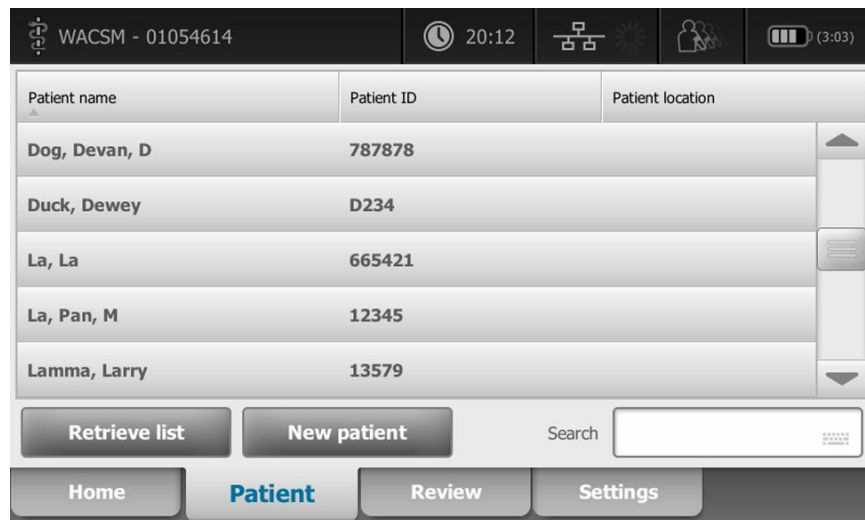 WACSM - 01054614 20:12 (3:03)
Patient name Patient ID Patient location
Dog, Devan, D 787878
Duck, Dewey D234
La, La 665421
La, Pan, M 12345
Lamma, Larry 13579
Retrieve list New patient Search
Home Patient Review Settings